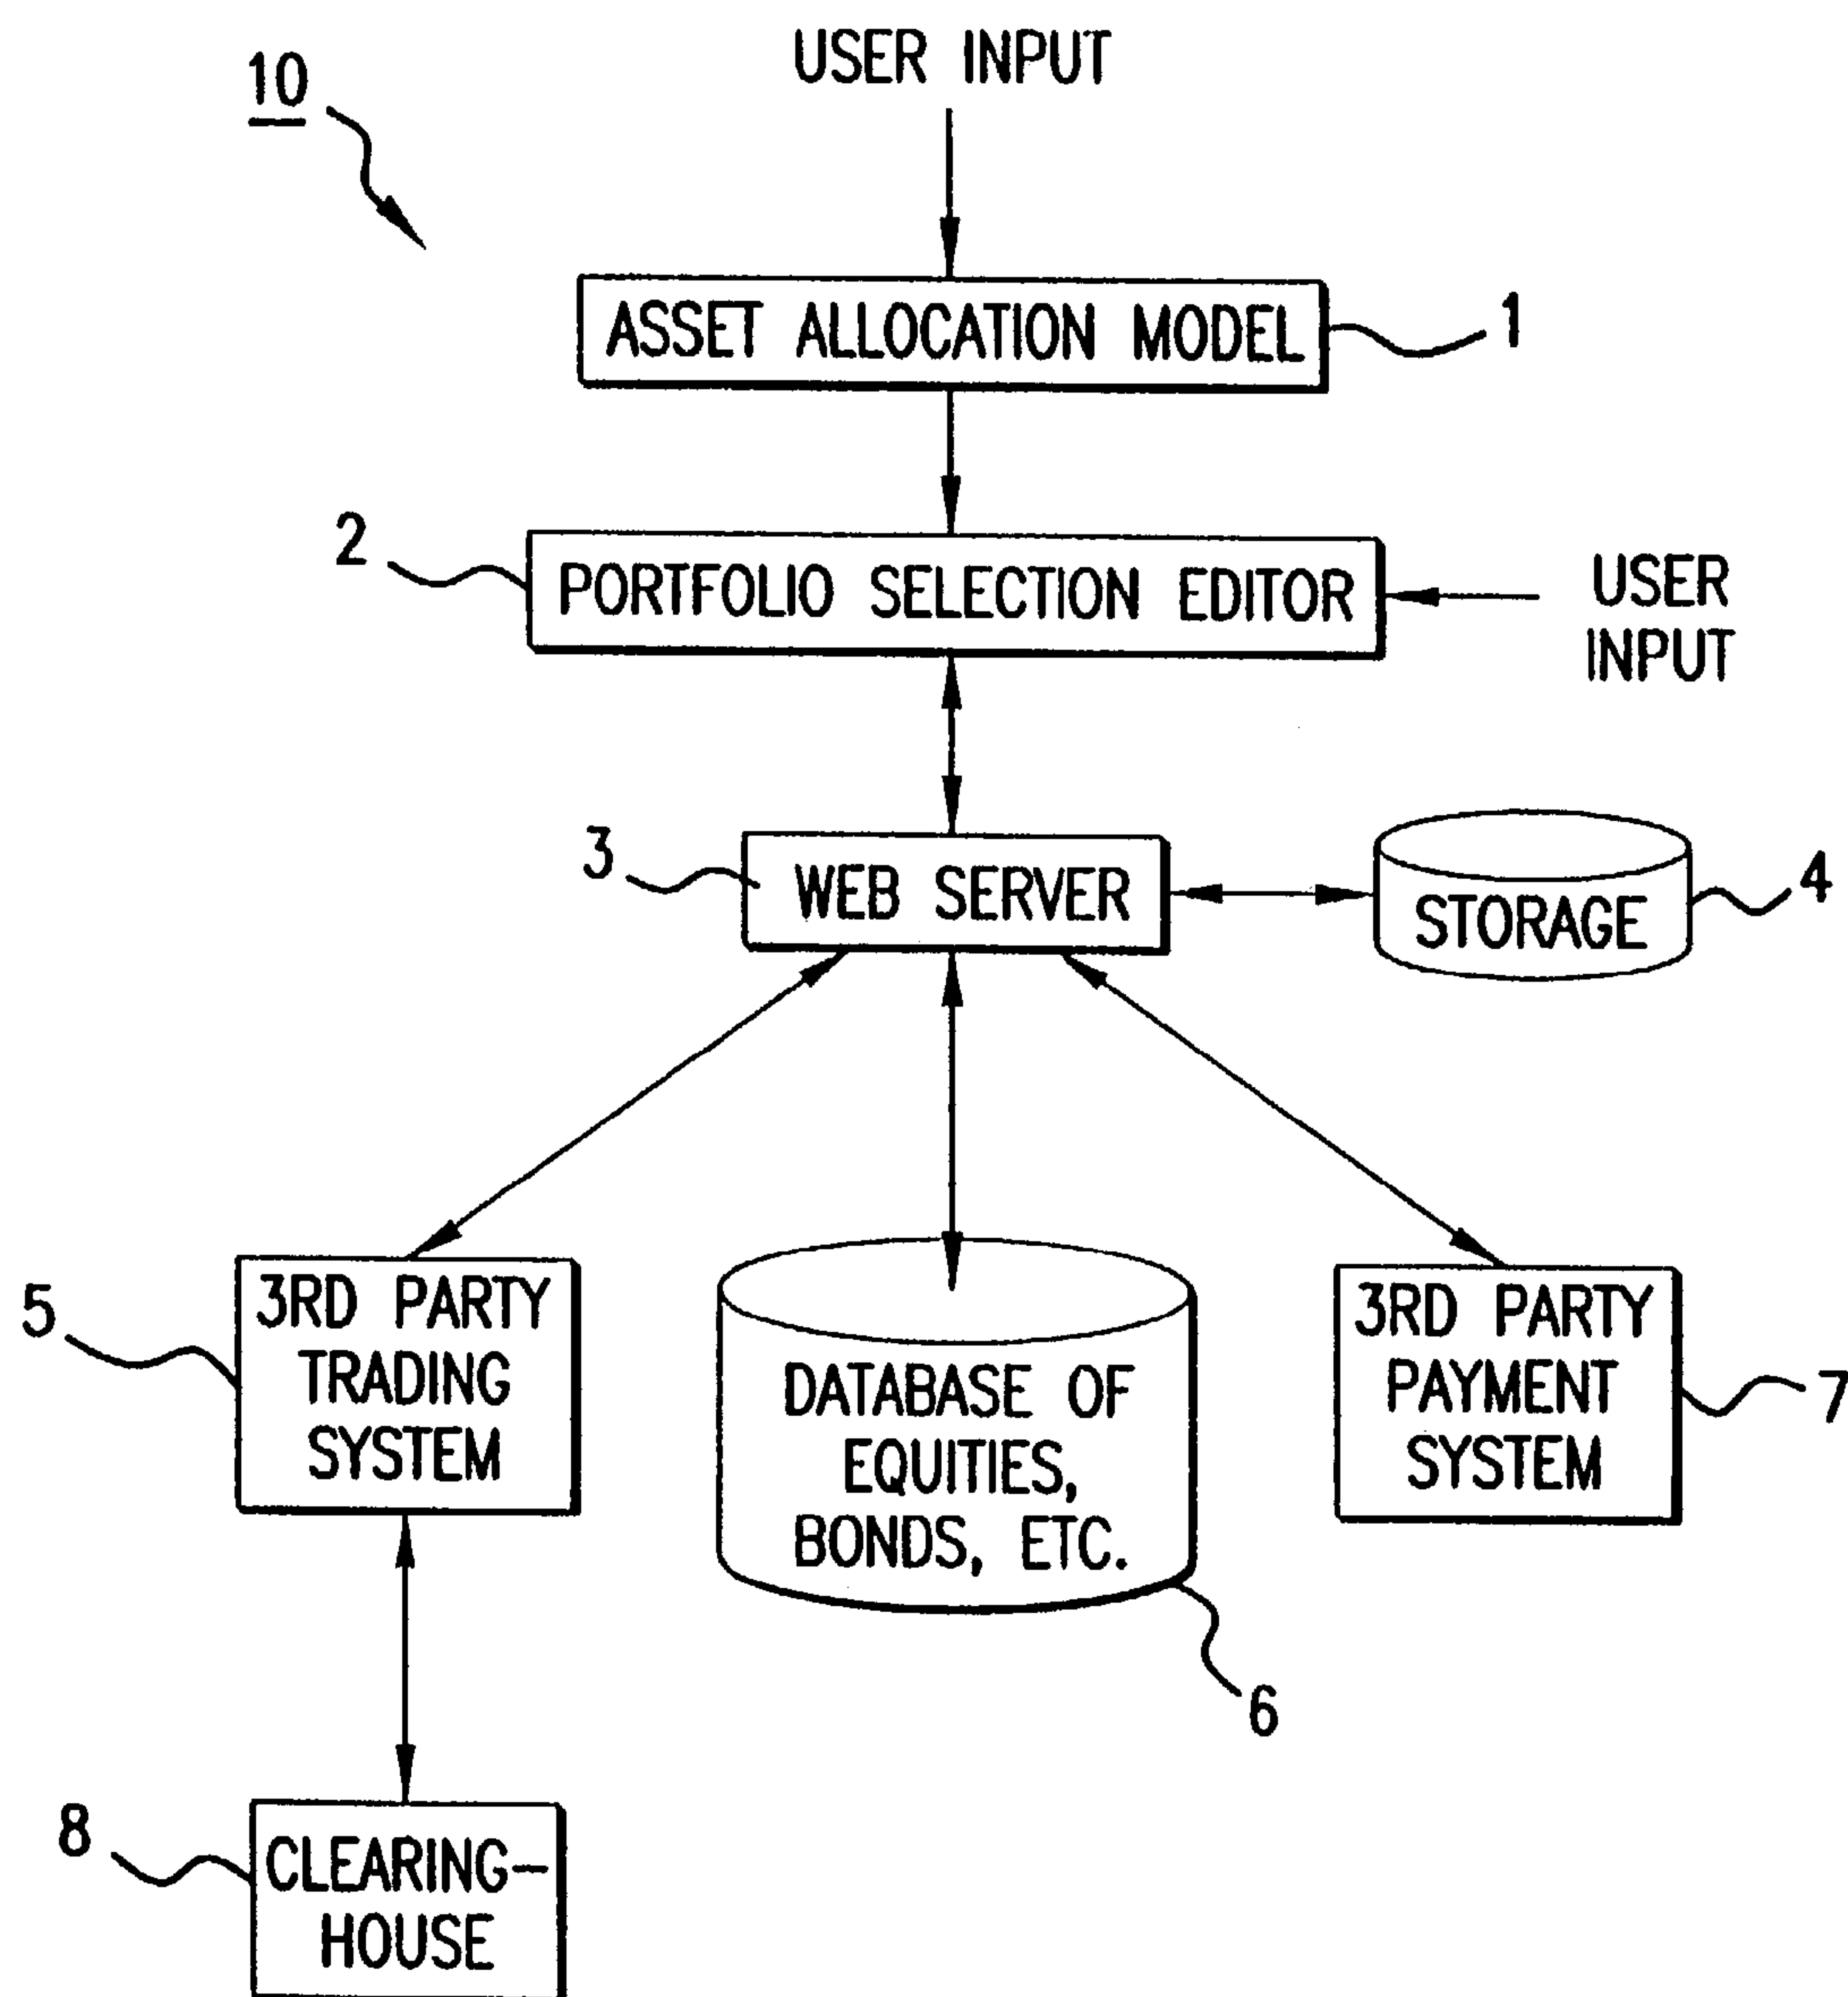 USER INPUT
10
ASSET ALLOCATION MODEL
1
2
PORTFOLIO SELECTION EDITOR
USER
INPUT
3
WEB SERVER
STORAGE
4
5
3RD PARTY
TRADING
SYSTEM
DATABASE OF
EQUITIES,
BONDS, ETC.
6
3RD PARTY
PAYMENT
SYSTEM
7
8
CLEARING-
HOUSE